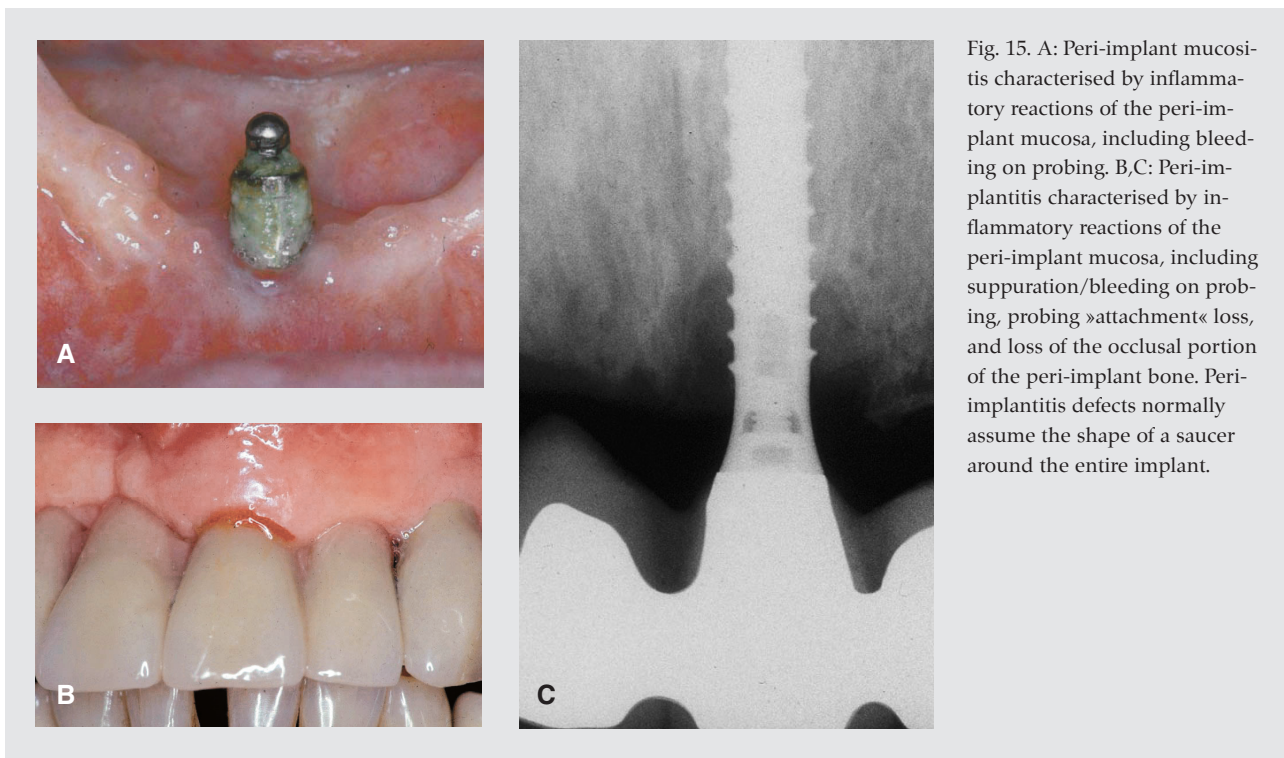 A
B
C
Fig. 15. A: Peri-implant mucosi-
tis characterised by inflamma-
tory reactions of the peri-im-
plant mucosa, including bleed-
ing on probing. B,C: Peri-im-
plantitis characterised by in-
flammatory reactions of the
peri-implant mucosa, including
suppuration/bleeding on prob-
ing, probing »attachment« loss,
and loss of the occlusal portion
of the peri-implant bone. Peri-
implantitis defects normally
assume the shape of a saucer
around the entire implant.